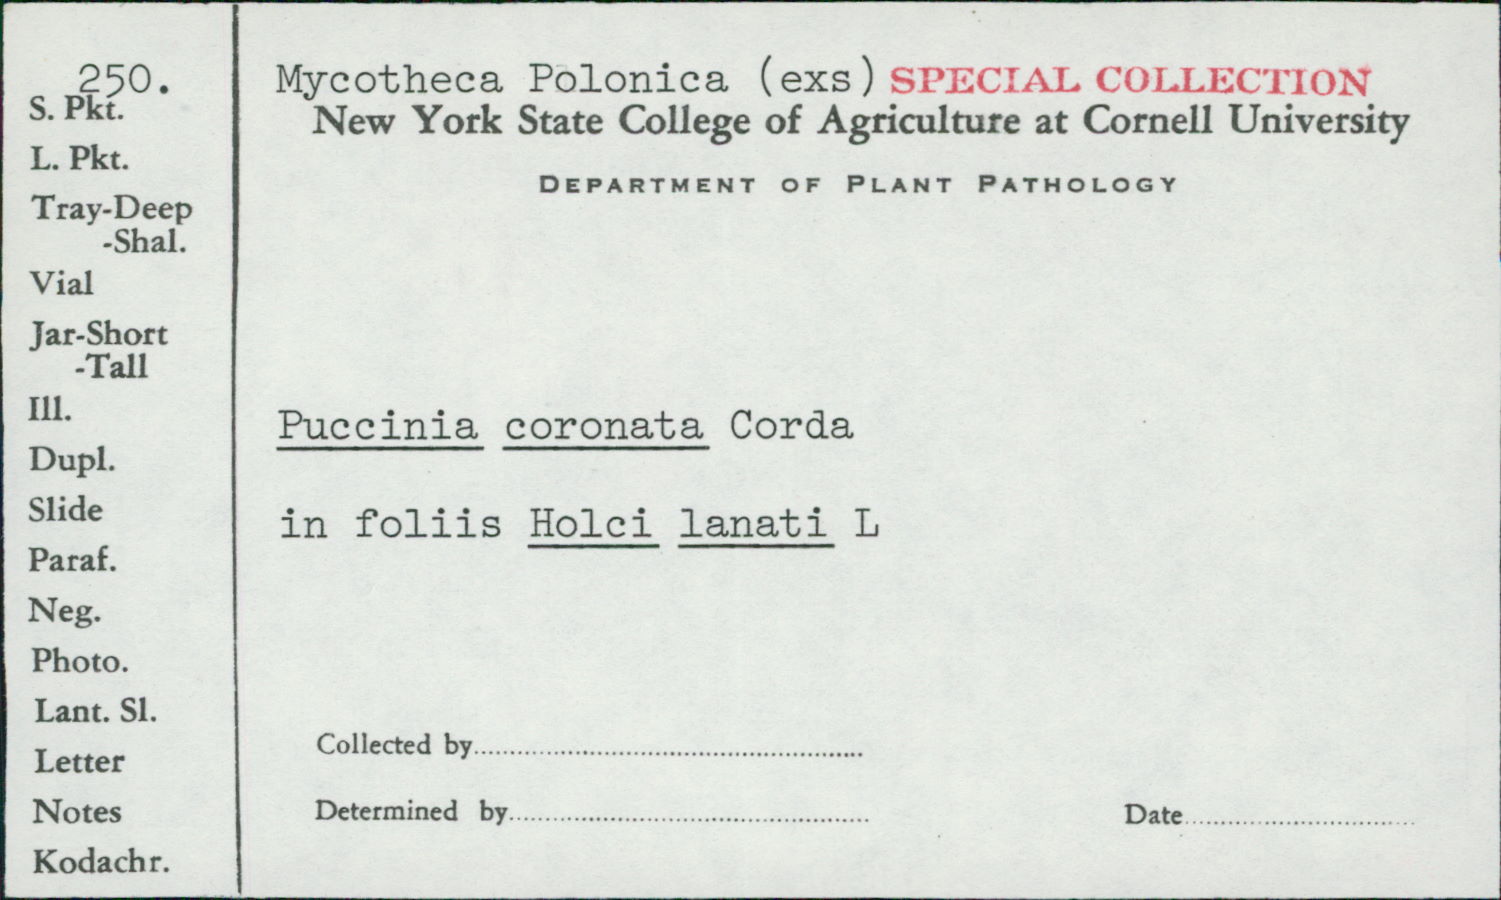 250.
S. Pkt.
L. Pkt.
Tray-Deep
-Shal.
Vial
Jar-Short
-Tall
Ill.
Dupl.
Slide
Paraf.
Neg.
Photo.
Lant. Sl.
Letter
Notes
Kodachr.
Mycotheca Polonica (exs) SPECIAL COLLECTION
New York State College of Agriculture at Cornell University
DEPARTMENT OF PLANT PATHOLOGY
Puccinia coronata Corda
in foliis Holci lanati L
Collected by
Determined by
Date